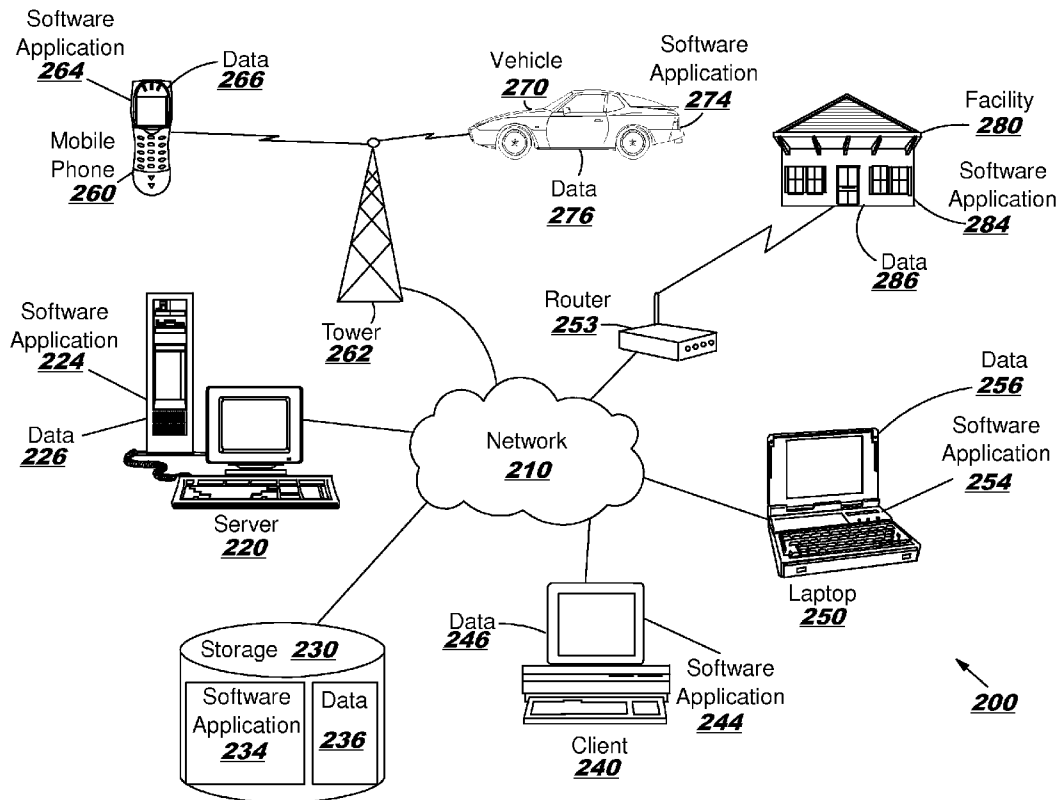 Software
Application
264
Data
266
Mobile
Phone
260
Vehicle
270
Software
Application
274
Data
276
Facility
280
Software
Application
284
Data
286
Tower
262
Router
253
Software
Application
224
Data
226
Server
220
Network
210
Data
256
Software
Application
254
Laptop
250
Storage 230
Software
Application
234
Data
236
Data
246
Software
Application
244
Client
240
200